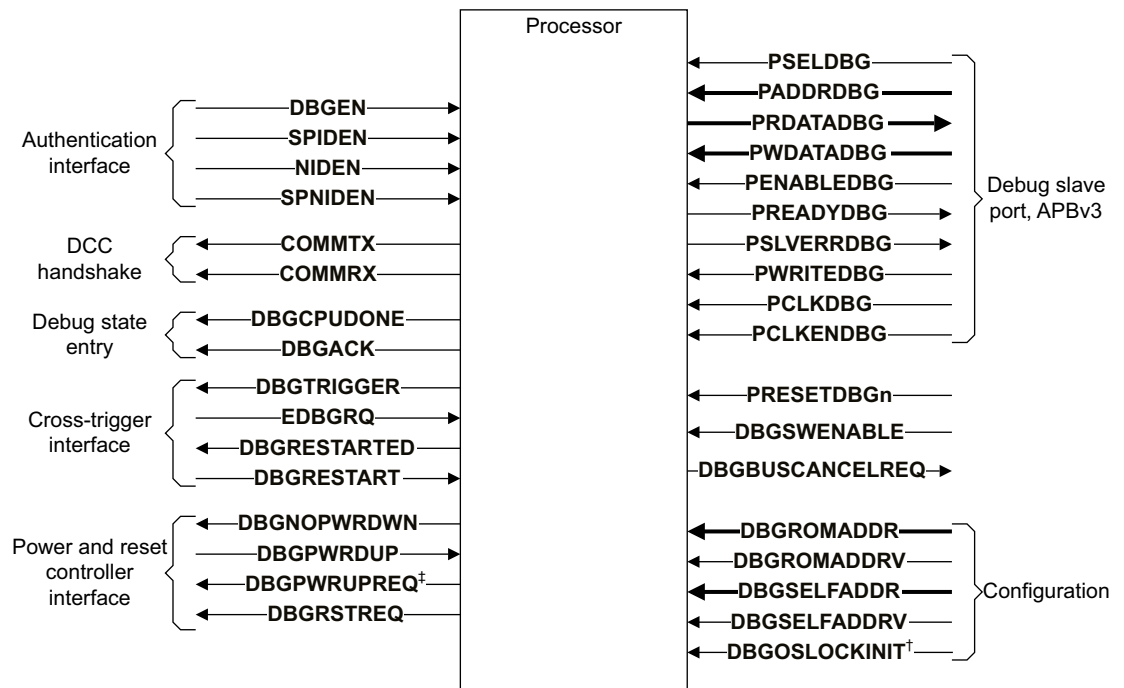 Processor
Authentication
interface
DBGEN
SPIDEN
NIDEN
SPNIDEN
DCC
handshake
COMMTX
COMMRX
Debug state
entry
DBGCPUDONE
DBGACK
Cross-trigger
interface
DBGTRIGGER
EDBGRQ
DBGRESTARTED
DBGRESTART
Power and reset
controller
interface
DBGNOPWRDWN
DBGPWRDUP
DBGPWRUPREQ‡
DBGRSTREQ
PSELDBG
PADDRDBG
PRDATADBG
PWDATADBG
PENABLEDBG
PREADYDBG
PSLVERRDBG
PWRITEDBG
PCLKDBG
PCLKENDBG
Debug slave
port, APBv3
PRESETDBGn
DBGSWENABLE
DBGBUSCANCELREQ
DBGROMADDR
DBGROMADDRV
DBGSELFADDR
DBGSELFADDRV
DBGOSLOCKINIT†
Configuration